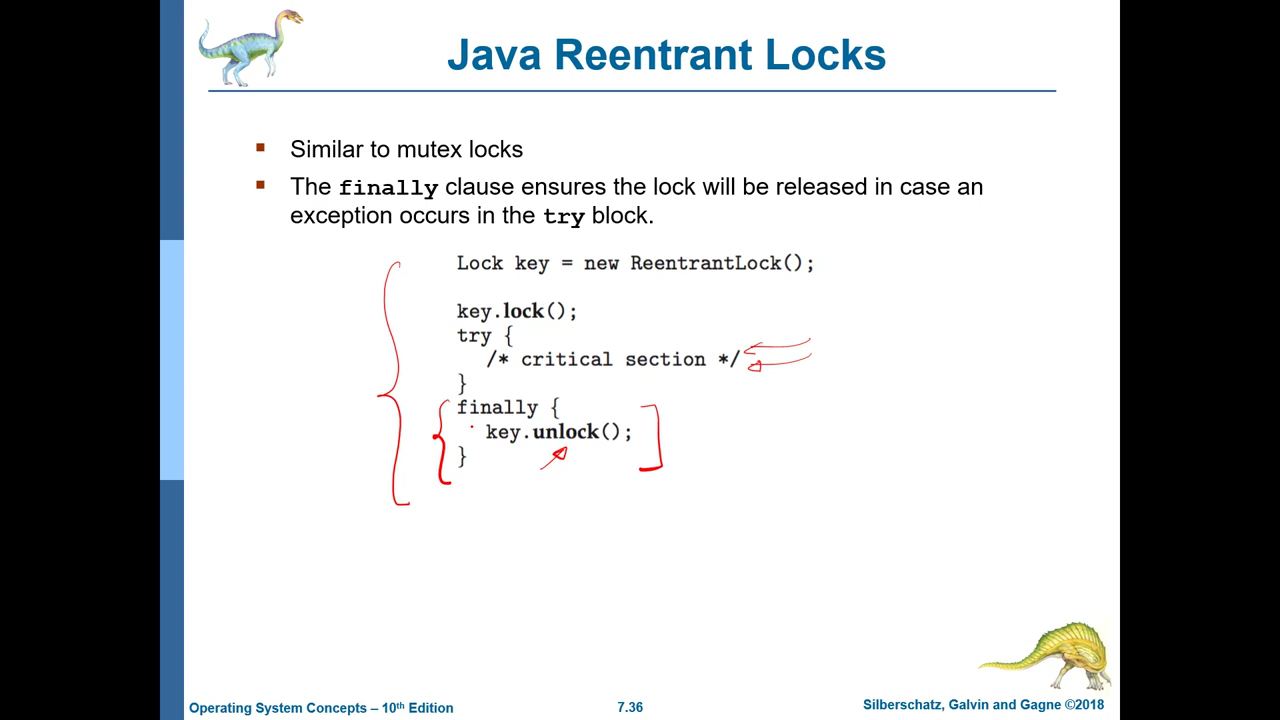 Java Reentrant Locks
▪ Similar to mutex locks
▪ The finally clause ensures the lock will be released in case an
exception occurs in the try block.
Lock key = new ReentrantLock();
key.lock();
try {
/* critical section */
}
finally {
key.unlock();
}
Operating System Concepts – 10th Edition
7.36
Silberschatz, Galvin and Gagne ©2018